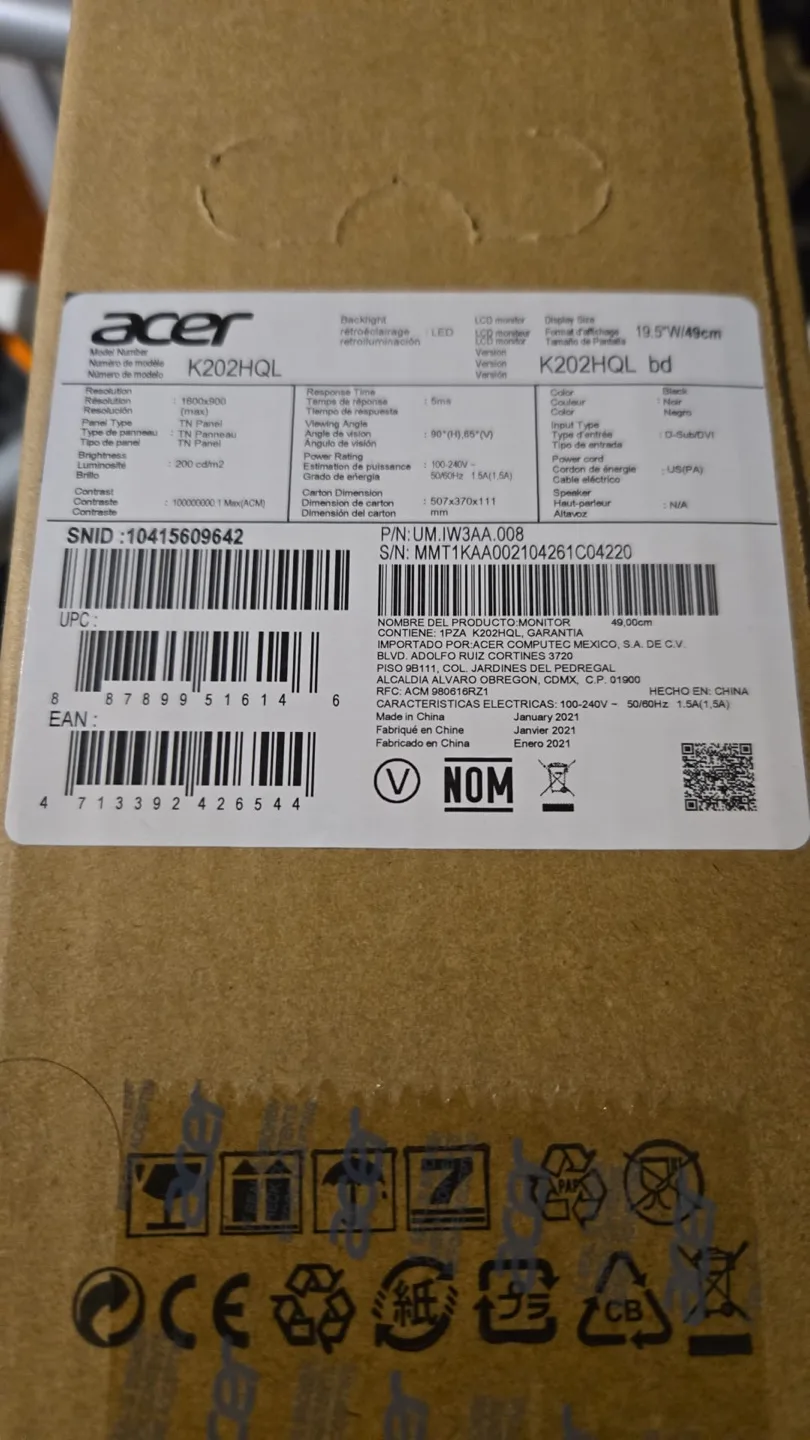 acer
Backlight
rétroéclairage : LED
retroiluminación
LCD monitor
LCD moniteur
LCD monitor
Display Size
Format d'affichage 19.5"W/49cm
Tamaño de Pantalla
Model Number
Numéro de modèle K202HQL
Número de modelo
Version
Version K202HQL bd
Versión
Resolution
Résolution : 1600x900
Resolución (max)
Panel Type : TN Panel
Type de panneau : TN Panneau
Tipo de panel : TN Panel
Brightness
Luminosité : 200 cd/m2
Brillo
Contrast
Contraste : 100000000:1 Max(ACM)
Contraste
Response Time
Temps de réponse : 5ms
Tiempo de respuesta
Viewing Angle
Angle de vision : 90°(H),65°(V)
Ángulo de visión
Power Rating
Estimation de puissance : 100-240V ~
Grado de energía 50/60Hz 1.5A(1,5A)
Carton Dimension
Dimension de carton : 507x370x111
Dimensión del carton mm
Color Black
Couleur : Noir
Color Negro
Input Type
Type d'entrée : D-Sub/DVI
Tipo de entrada
Power cord
Cordon de énergie : US(PA)
Cable eléctrico
Speaker
Haut-parleur : N/A
Altavoz
SNID :10415609642
UPC :
8 87899 51614 6
EAN :
4 713392 426544
P/N: UM.IW3AA.008
S/N: MMT1KAA002104261C04220
NOMBRE DEL PRODUCTO:MONITOR 49,00cm
CONTIENE: 1PZA K202HQL, GARANTIA
IMPORTADO POR:ACER COMPUTEC MEXICO, S.A. DE C.V.
BLVD. ADOLFO RUIZ CORTINES 3720
PISO 9B111, COL. JARDINES DEL PEDREGAL
ALCALDIA ALVARO OBREGON, CDMX, C.P. 01900
RFC: ACM 980616RZ1 HECHO EN: CHINA
CARACTERISTICAS ELECTRICAS: 100-240V ~ 50/60Hz 1.5A(1,5A)
Made in China January 2021
Fabriqué en Chine Janvier 2021
Fabricado en China Enero 2021
V NOM
acer acer acer acer
7 PAP
CE 紙 プラ CB